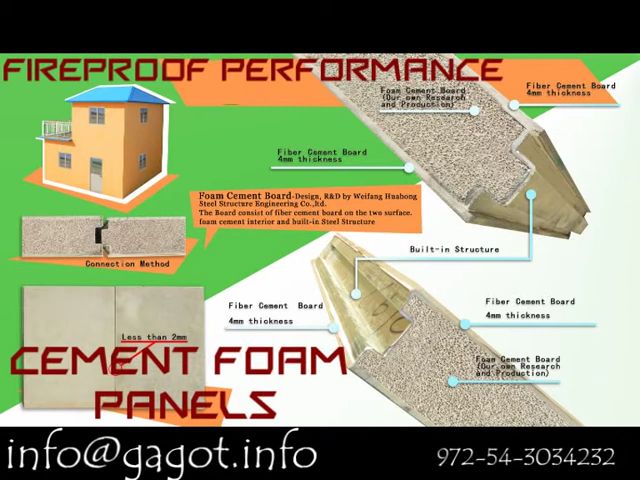 FIREPROOF PERFORMANCE
Fiber Cement Board
4mm thickness
Foam Cement Board
(Our own Research
and Production)
Fiber Cement Board
4mm thickness
Foam Cement Board-Design, R&D by Weifang Huabong
Steel Structure Engineering Co.,ltd.
The Board consist of fiber cement board on the two surface.
foam cement interior and built-in Steel Structure
Connection Method
Built-in Structure
Fiber Cement Board
4mm thickness
Fiber Cement Board
4mm thickness
Less than 2mm
Foam Cement Board
(Our own Research
and Production)
CEMENT FOAM
PANELS
info@gagot.info
972-54-3034232